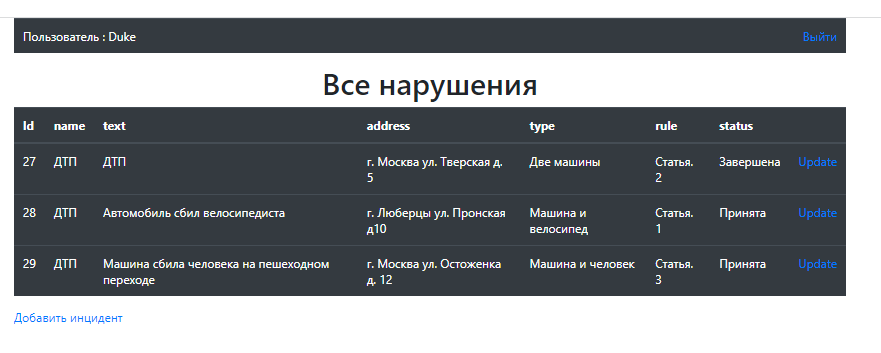 Пользователь : Duke Выйти
Все нарушения
Id name text address type rule status
27 ДТП ДТП г. Москва ул. Тверская д. 5 Две машины Статья. 2 Завершена Update
28 ДТП Автомобиль сбил велосипедиста г. Люберцы ул. Пронская д10 Машина и велосипед Статья. 1 Принята Update
29 ДТП Машина сбила человека на пешеходном переходе г. Москва ул. Остоженка д. 12 Машина и человек Статья. 3 Принята Update
Добавить инцидент